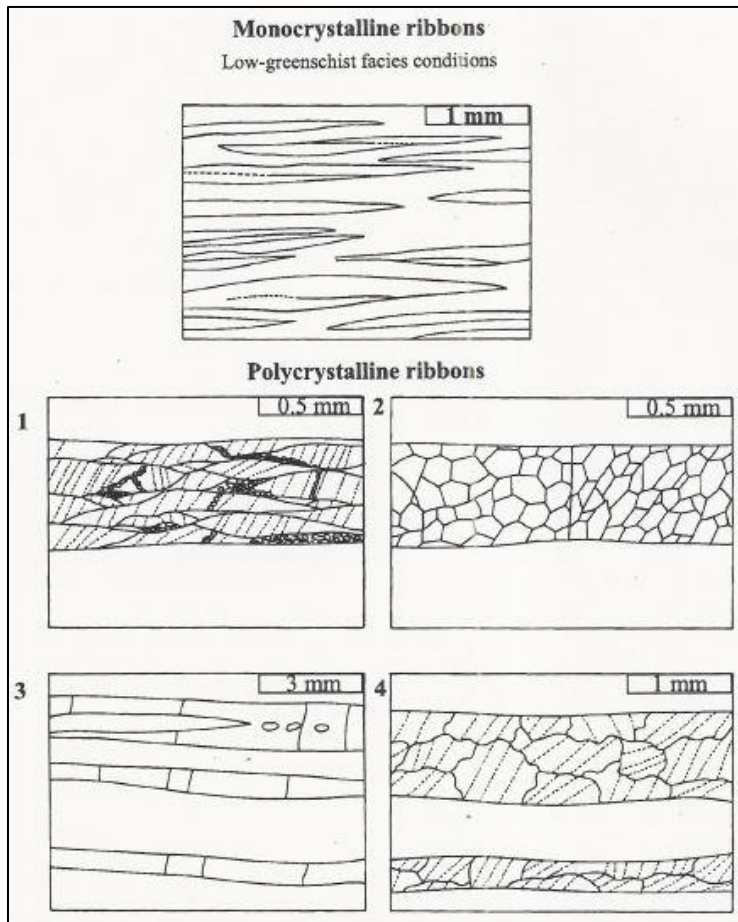 Monocrystalline ribbons
Low-greenschist facies conditions
1 mm
Polycrystalline ribbons
1
0.5 mm
2
0.5 mm
3
3 mm
4
1 mm